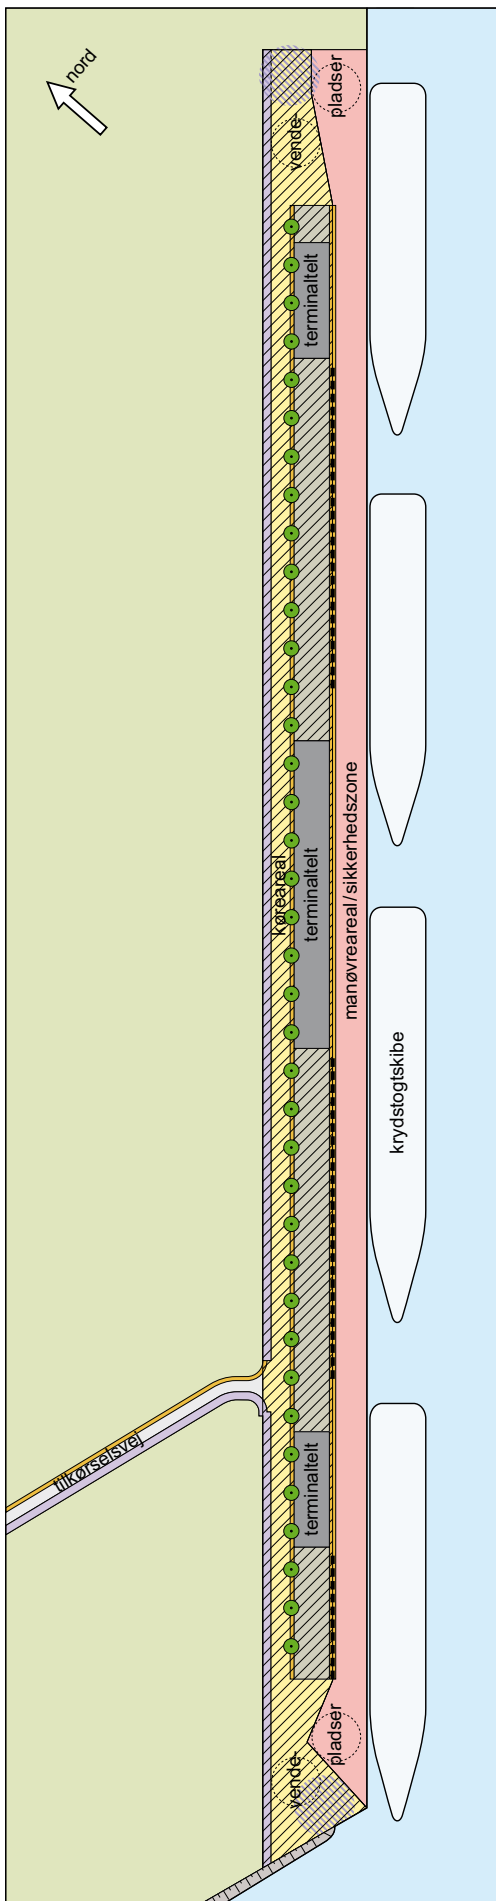 nord
vende-
pladser
terminaltelt
køreareal
terminaltelt
manøvreareal/sikkerhedszone
krydstogtskibe
tilkørselsvej
terminaltelt
vende-
pladser